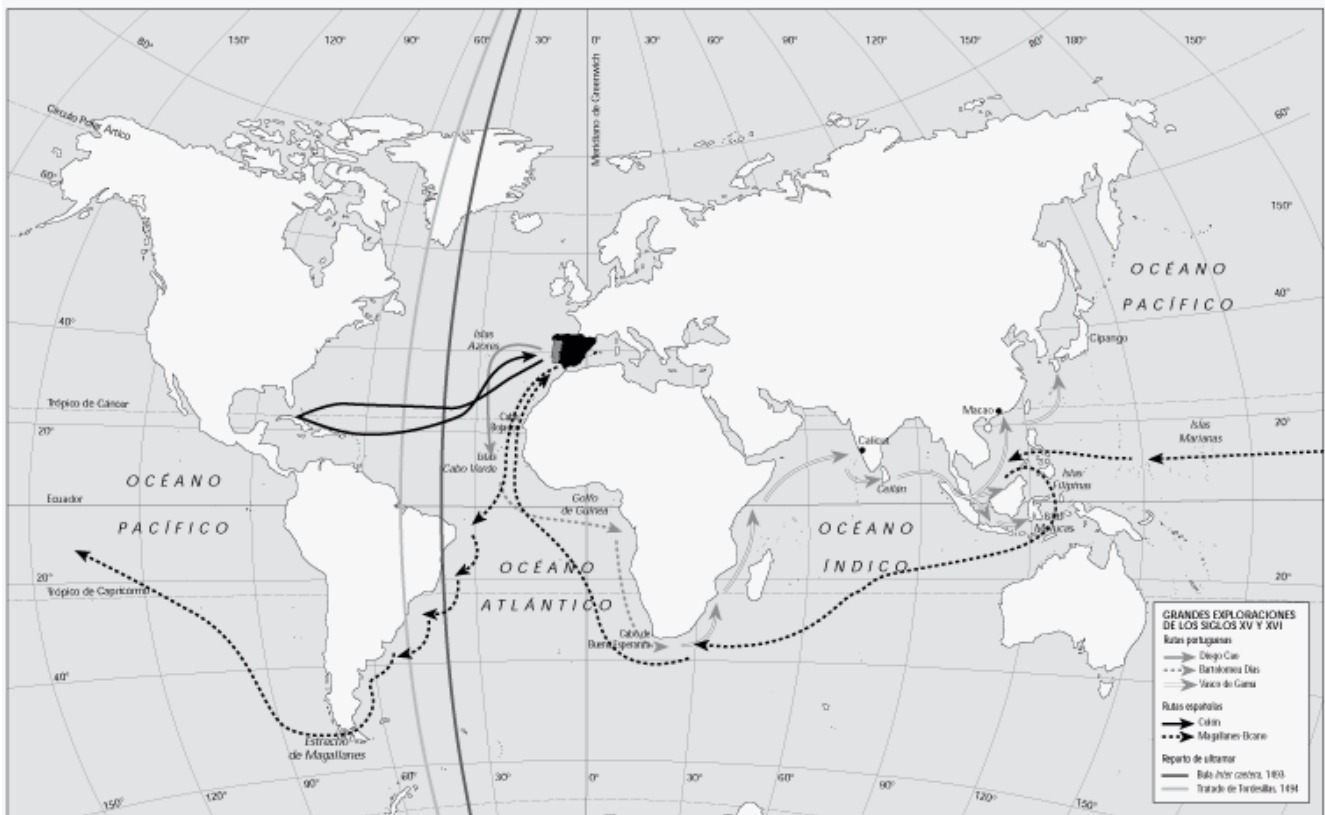 80°
150°
120°
90°
60°
30°
0°
30°
60°
90°
120°
150°
80°
180°
150°
Meridiano de Greenwich
Círculo Polar Ártico
60°
60°
150°
OCÉANO
PACÍFICO
40°
40°
Islas
Azores
Cipango
Trópico de Cáncer
20°
Macao
20°
Islas
Marianas
Calicut
Islas
Cabo Verde
Ceilán
Islas
Filipinas
OCÉANO
PACÍFICO
Ecuador
Golfo
de Guinea
OCÉANO
ÍNDICO
OCÉANO
ATLÁNTICO
20°
Trópico de Capricornio
20°
Cabo de
Buena Esperanza
40°
Estrecho
de Magallanes
GRANDES EXPLORACIONES
DE LOS SIGLOS XV Y XVI
Rutas portuguesas
Diego Cao
Bartolomeu Días
Vasco de Gama
Rutas españolas
Colón
Magallanes-Elcano
Reparto de ultramar
Bula Inter caetera, 1493
Tratado de Tordesillas, 1494
150°
120°
90°
60°
30°
0°
30°
60°
120°
150°